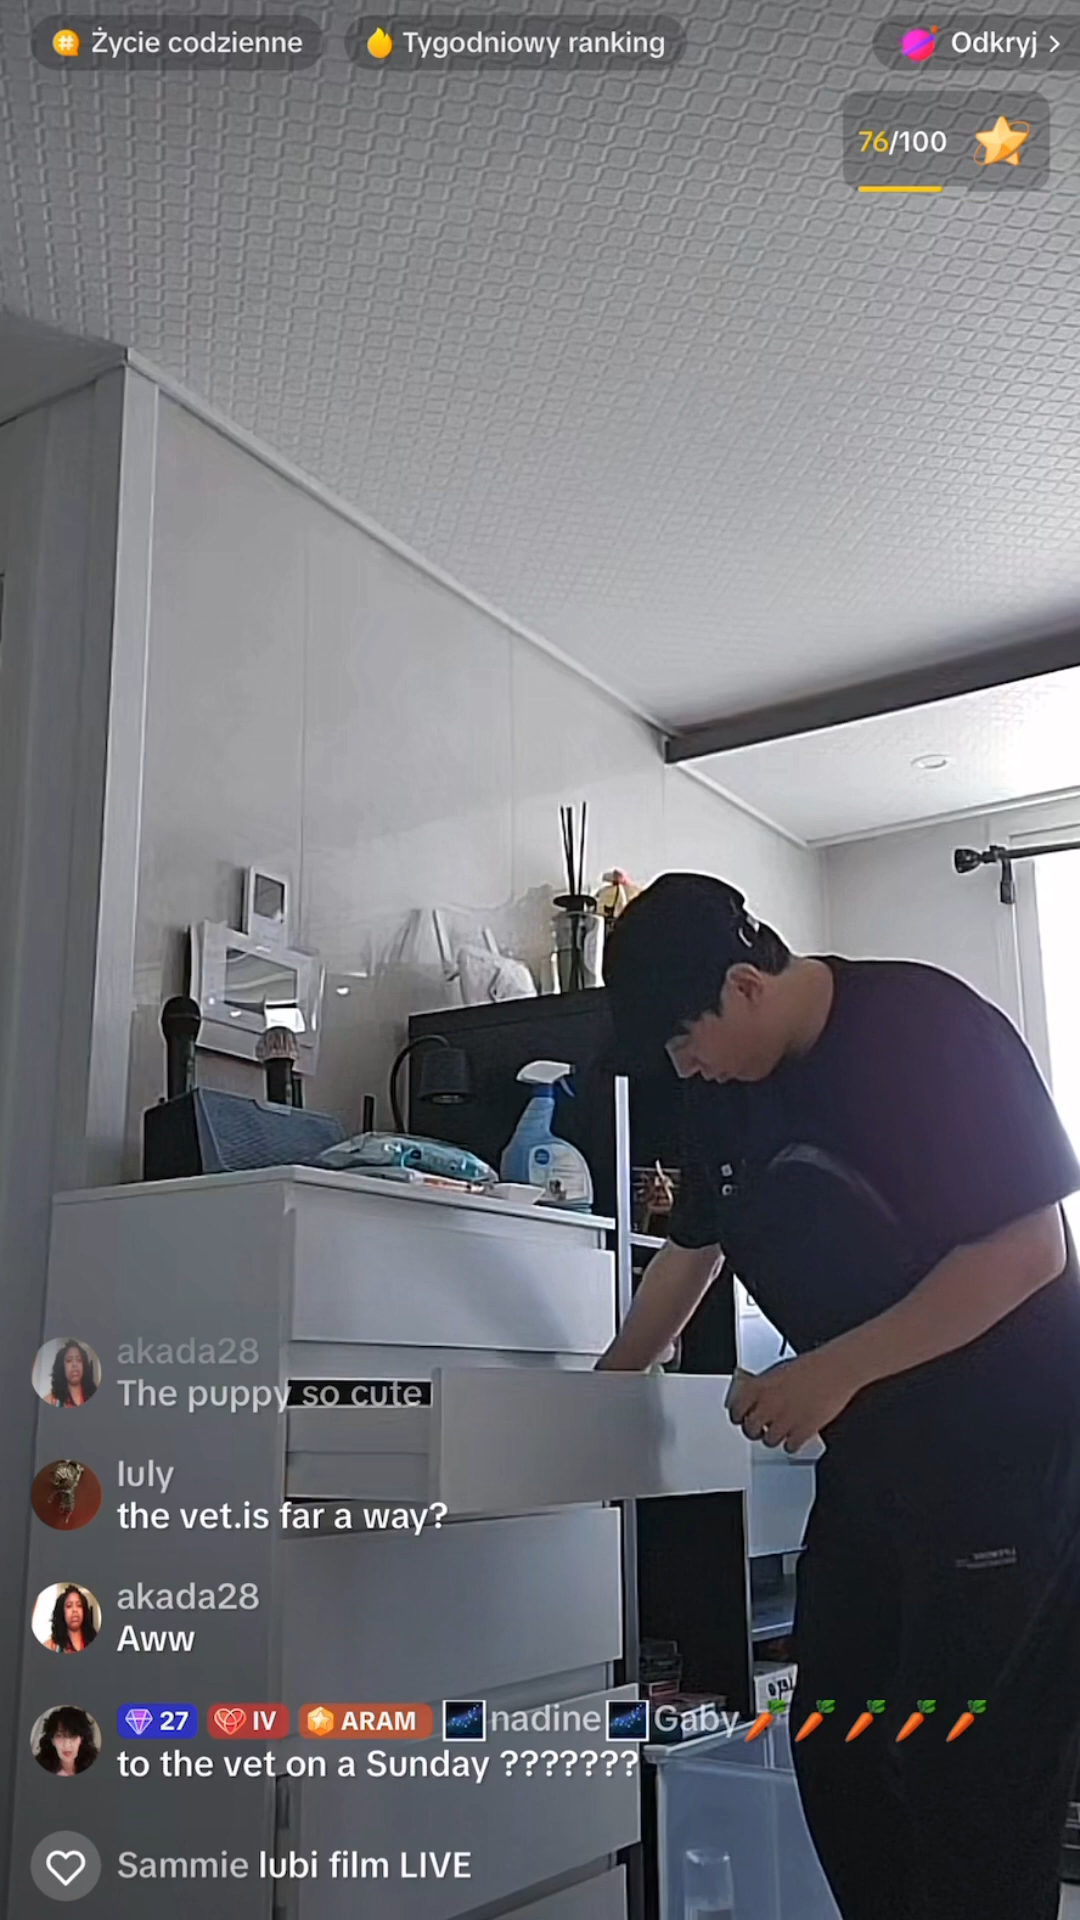 Życie codzienne
Tygodniowy ranking
Odkryj >
76/100
akada28
The puppy so cute
luly
the vet.is far a way?
akada28
Aww
27 IV ARAM nadine Gaby
to the vet on a Sunday ???????
Sammie lubi film LIVE